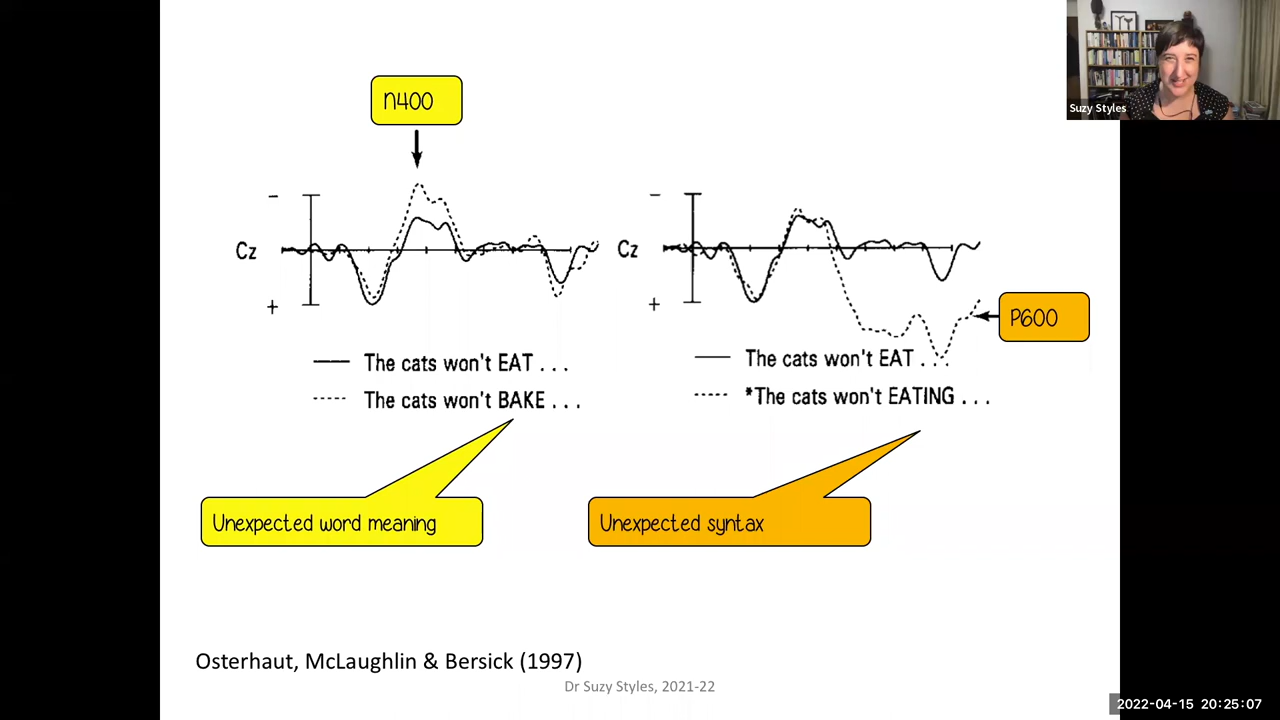 Suzy Styles
n400
−
−
Cz
Cz
+
+
P600
The cats won't EAT . . .
The cats won't BAKE . . .
The cats won't EAT . . .
*The cats won't EATING . . .
Unexpected word meaning
Unexpected syntax
Osterhaut, McLaughlin & Bersick (1997)
Dr Suzy Styles, 2021-22
2022-04-15 20:25:07